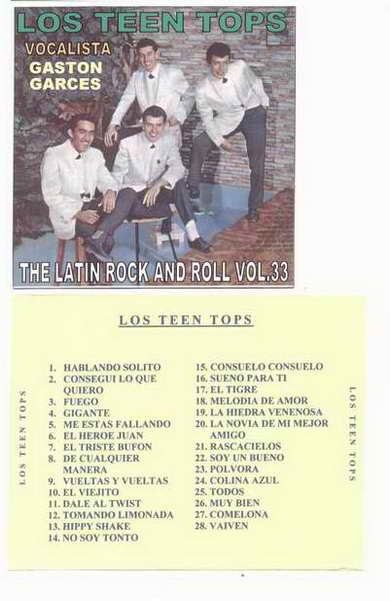 LOS TEEN TOPS
VOCALISTA
GASTON
GARCES
THE LATIN ROCK AND ROLL VOL.33
LOS TEEN TOPS
LOS TEEN TOPS
1. HABLANDO SOLITO
2. CONSEGUI LO QUE
QUIERO
3. FUEGO
4. GIGANTE
5. ME ESTAS FALLANDO
6. EL HEROE JUAN
7. EL TRISTE BUFON
8. DE CUALQUIER
MANERA
9. VUELTAS Y VUELTAS
10. EL VIEJITO
11. DALE AL TWIST
12. TOMANDO LIMONADA
13. HIPPY SHAKE
14. NO SOY TONTO
15. CONSUELO CONSUELO
16. SUENO PARA TI
17. EL TIGRE
18. MELODIA DE AMOR
19. LA HIEDRA VENENOSA
20. LA NOVIA DE MI MEJOR
AMIGO
21. RASCACIELOS
22. SOY UN BUENO
23. POLVORA
24. COLINA AZUL
25. TODOS
26. MUY BIEN
27. COMELONA
28. VAIVEN
LOS TEEN TOPS